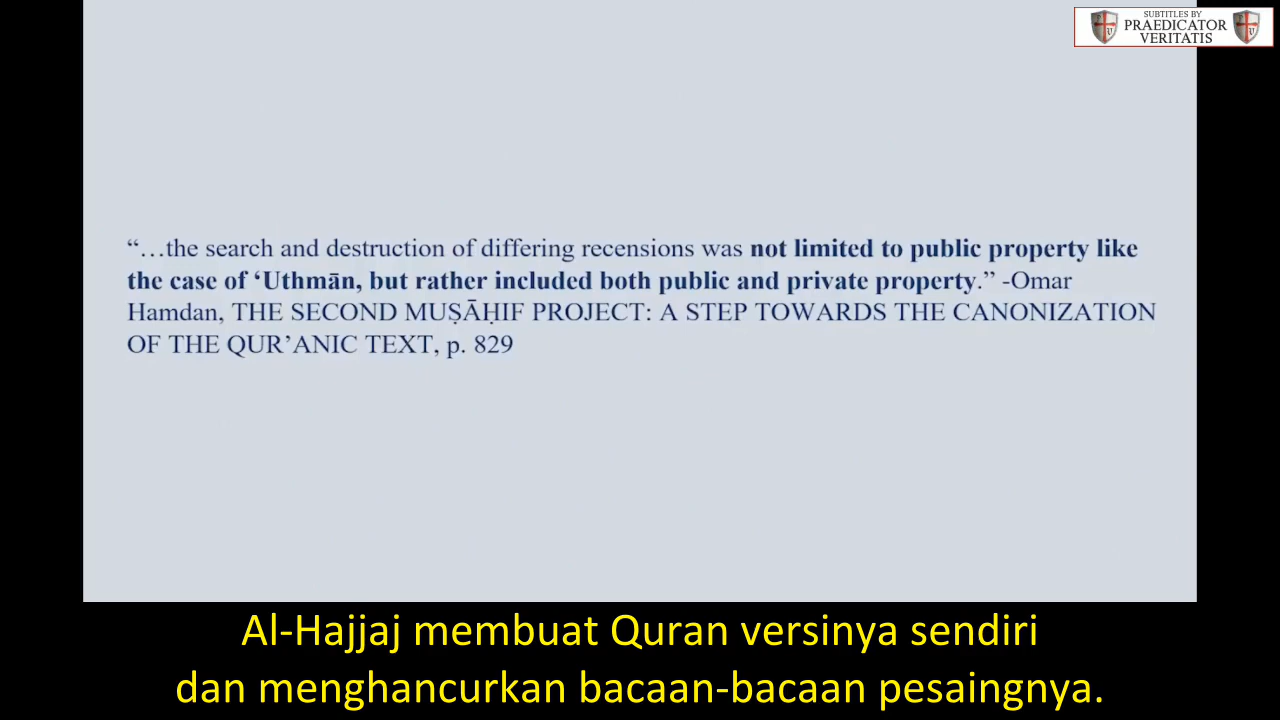 SUBTITLES BY
PRAEDICATOR
VERITATIS
“…the search and destruction of differing recensions was not limited to public property like
the case of ‘Uthmān, but rather included both public and private property.” -Omar
Hamdan, THE SECOND MUṢĀḤIF PROJECT: A STEP TOWARDS THE CANONIZATION
OF THE QUR’ANIC TEXT, p. 829
Al-Hajjaj membuat Quran versinya sendiri
dan menghancurkan bacaan-bacaan pesaingnya.